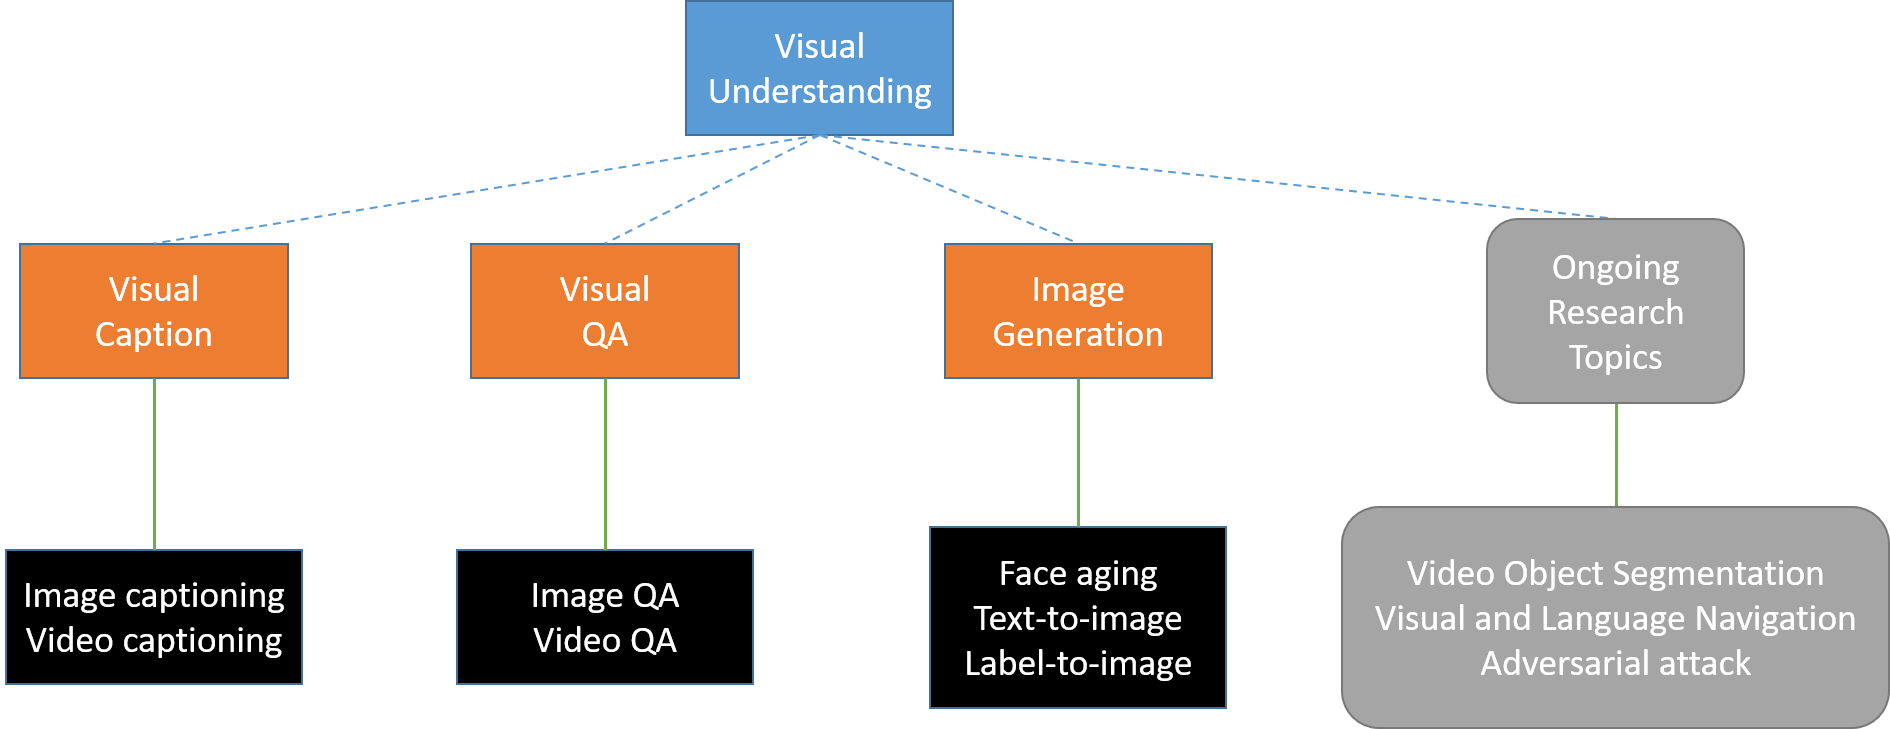 Visual
Understanding
Visual
Caption
Visual
QA
Image
Generation
Ongoing
Research
Topics
Image captioning
Video captioning
Image QA
Video QA
Face aging
Text-to-image
Label-to-image
Video Object Segmentation
Visual and Language Navigation
Adversarial attack